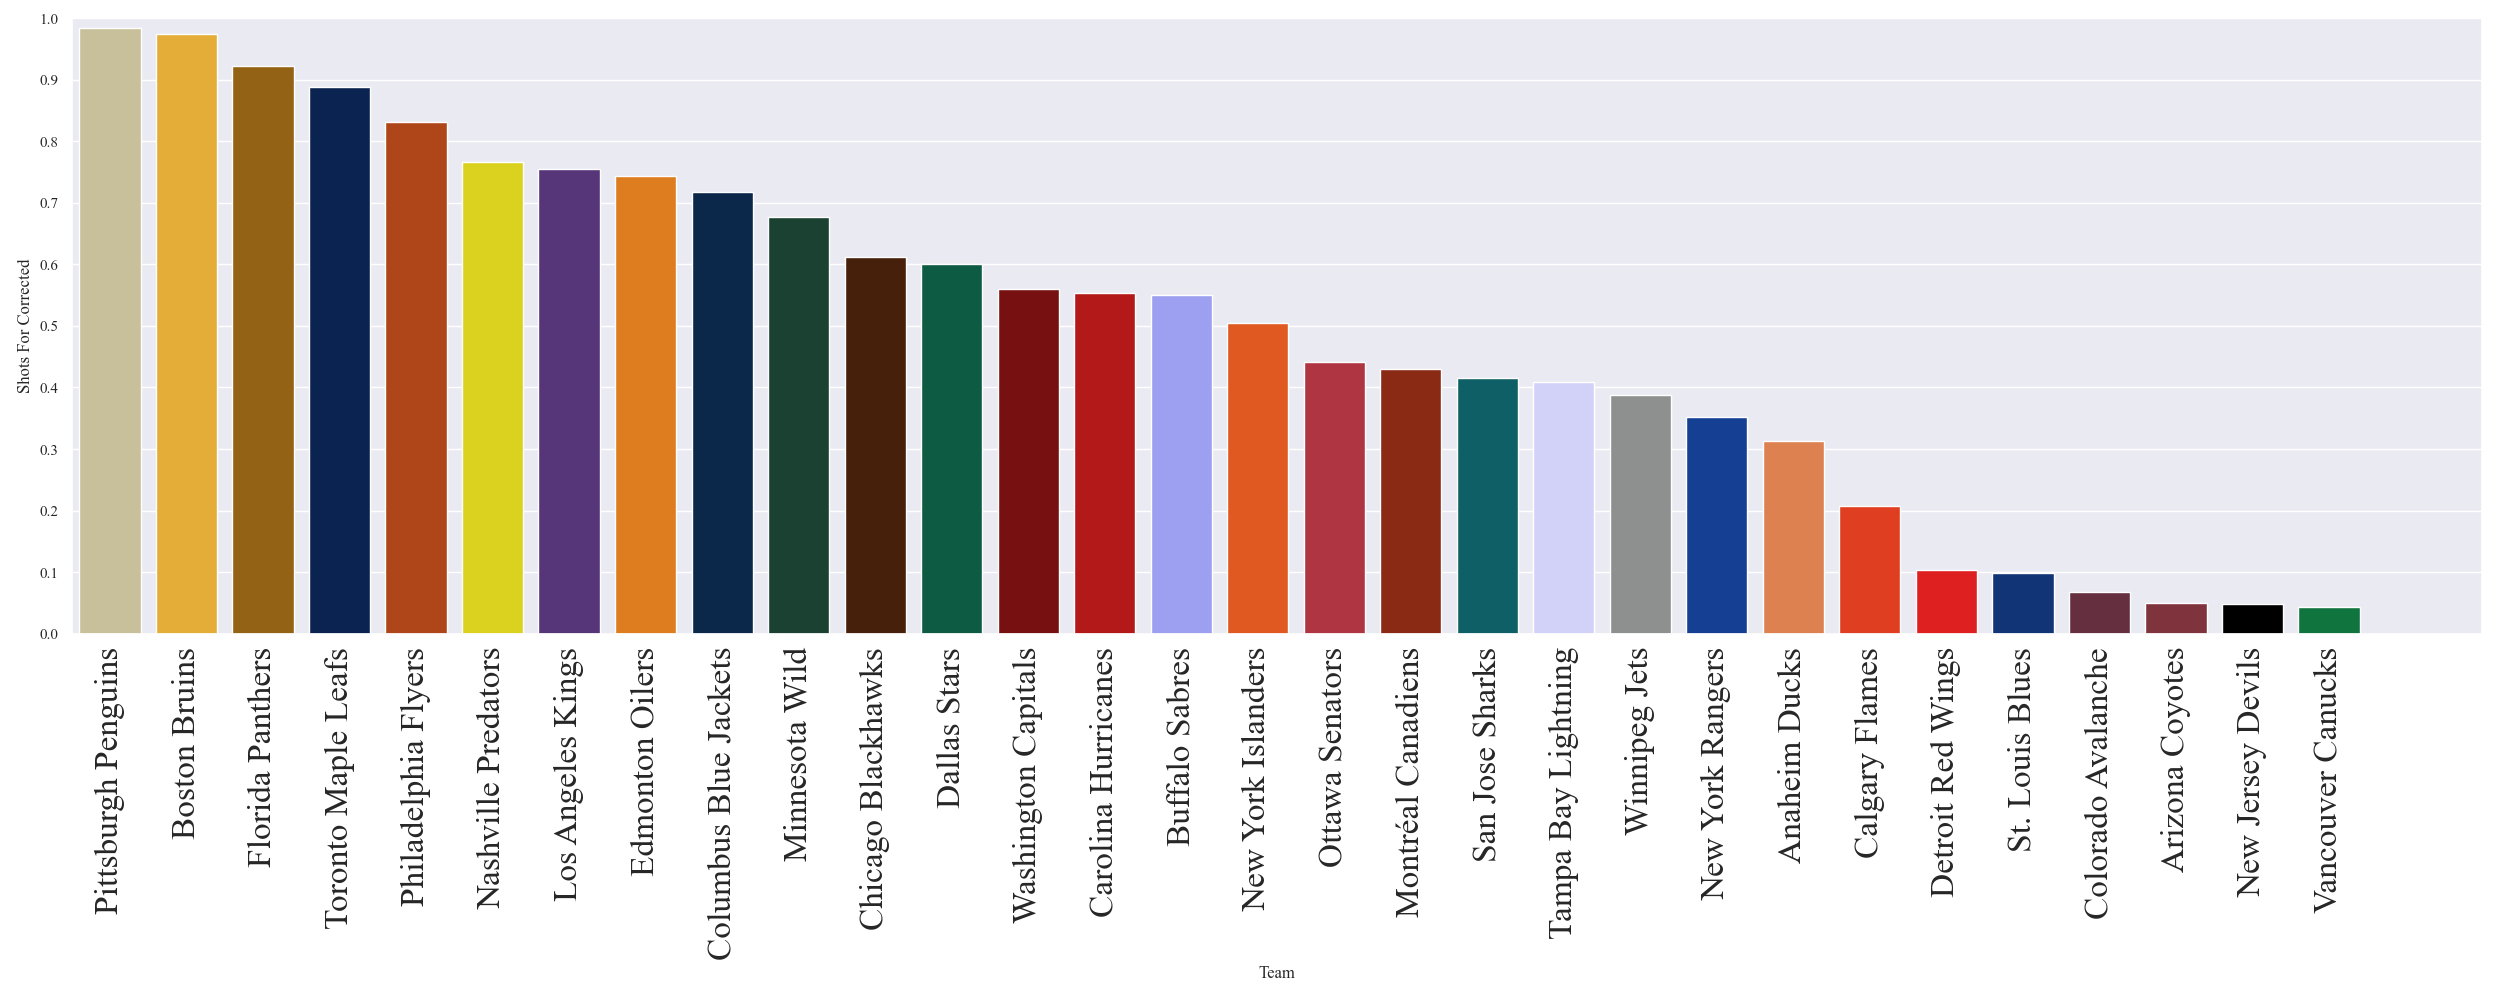 1.0
0.9
0.8
0.7
0.6
0.5
0.4
0.3
0.2
0.1
0.0
Shots For Corrected
Pittsburgh Penguins
Boston Bruins
Florida Panthers
Toronto Maple Leafs
Philadelphia Flyers
Nashville Predators
Los Angeles Kings
Edmonton Oilers
Columbus Blue Jackets
Minnesota Wild
Chicago Blackhawks
Dallas Stars
Washington Capitals
Carolina Hurricanes
Buffalo Sabres
New York Islanders
Ottawa Senators
Montréal Canadiens
San Jose Sharks
Tampa Bay Lightning
Winnipeg Jets
New York Rangers
Anaheim Ducks
Calgary Flames
Detroit Red Wings
St. Louis Blues
Colorado Avalanche
Arizona Coyotes
New Jersey Devils
Vancouver Canucks
Team